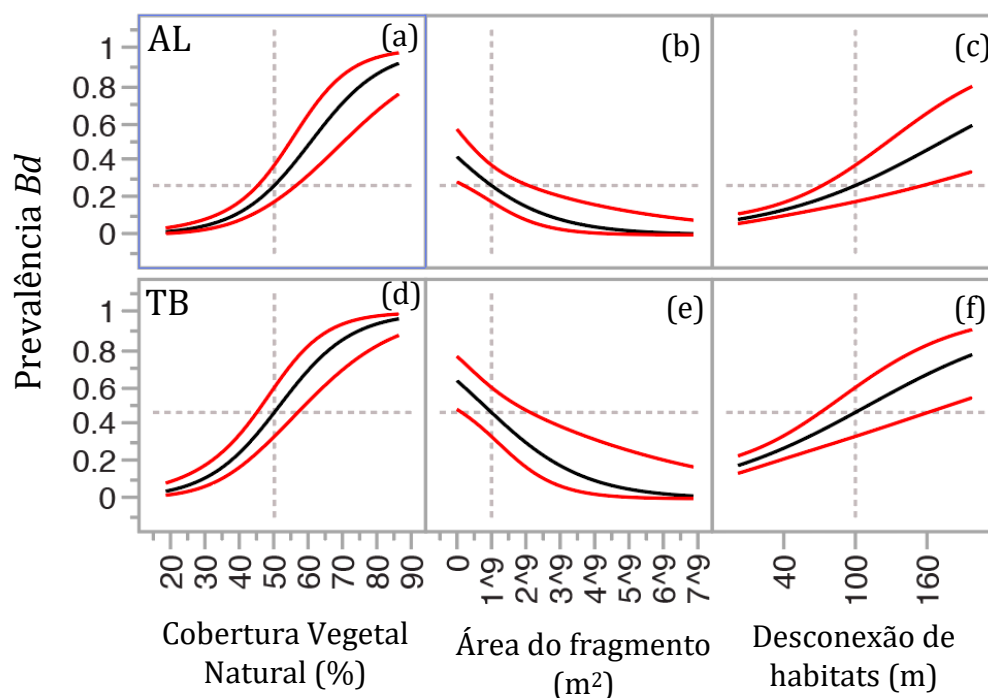 Prevalência Bd
AL
(a)
(b)
(c)
1
0.8
0.6
0.4
0.2
0
TB
(d)
(e)
(f)
1
0.8
0.6
0.4
0.2
0
20 30 40 50 60 70 80 90
0 1^9 2^9 3^9 4^9 5^9 6^9 7^9
40 100 160
Cobertura Vegetal
Natural (%)
Área do fragmento
(m²)
Desconexão de
habitats (m)